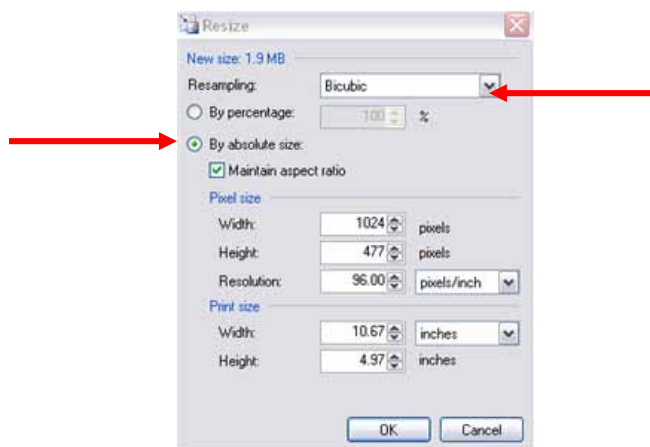 Resize
New size: 1.9 MB
Resampling: Bicubic
By percentage: 100 %
By absolute size:
Maintain aspect ratio
Pixel size
Width: 1024 pixels
Height: 477 pixels
Resolution: 96.00 pixels/inch
Print size
Width: 10.67 inches
Height: 4.97 inches
OK Cancel